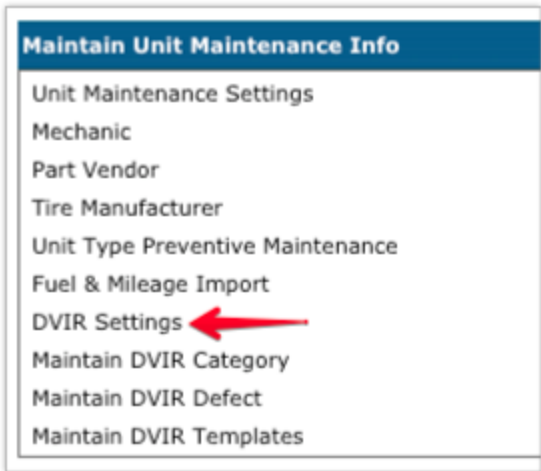 Maintain Unit Maintenance Info
Unit Maintenance Settings
Mechanic
Part Vendor
Tire Manufacturer
Unit Type Preventive Maintenance
Fuel & Mileage Import
DVIR Settings
Maintain DVIR Category
Maintain DVIR Defect
Maintain DVIR Templates